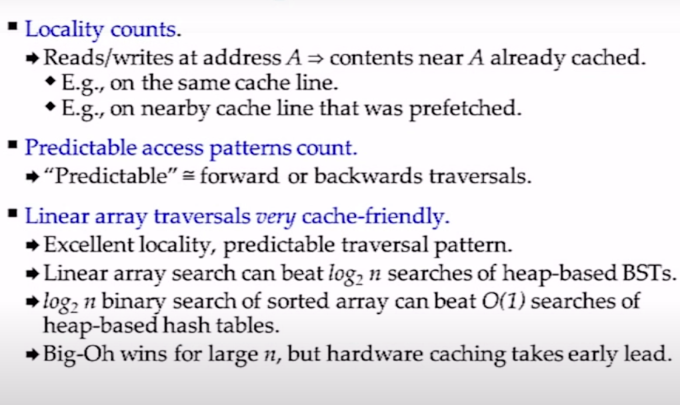 ▪ Locality counts.
➜ Reads/writes at address A ⇒ contents near A already cached.
◆ E.g., on the same cache line.
◆ E.g., on nearby cache line that was prefetched.
▪ Predictable access patterns count.
➜ “Predictable” ≅ forward or backwards traversals.
▪ Linear array traversals very cache-friendly.
➜ Excellent locality, predictable traversal pattern.
➜ Linear array search can beat log₂ n searches of heap-based BSTs.
➜ log₂ n binary search of sorted array can beat O(1) searches of
heap-based hash tables.
➜ Big-Oh wins for large n, but hardware caching takes early lead.